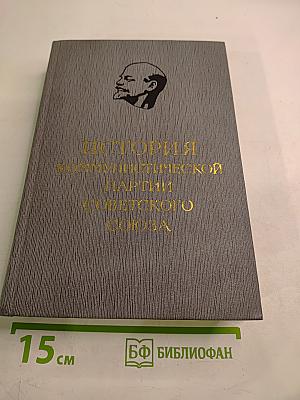 ИСТОРИЯ
КОММУНИСТИЧЕСКОЙ
ПАРТИИ
СОВЕТСКОГО
СОЮЗА
15 см
БФ БИБЛИОФАН